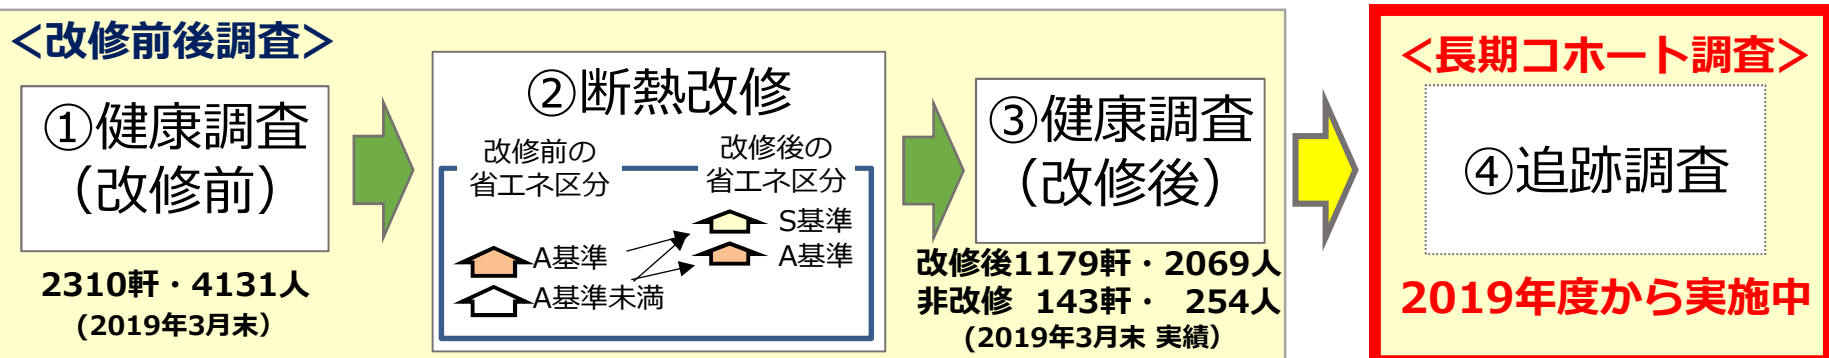 ＜改修前後調査＞
①健康調査
（改修前）
2310軒・4131人
(2019年3月末）
②断熱改修
改修前の
省エネ区分
改修後の
省エネ区分
S基準
A基準
A基準
A基準未満
③健康調査
（改修後）
改修後1179軒・2069人
非改修 143軒・ 254人
(2019年3月末 実績）
＜長期コホート調査＞
④追跡調査
2019年度から実施中